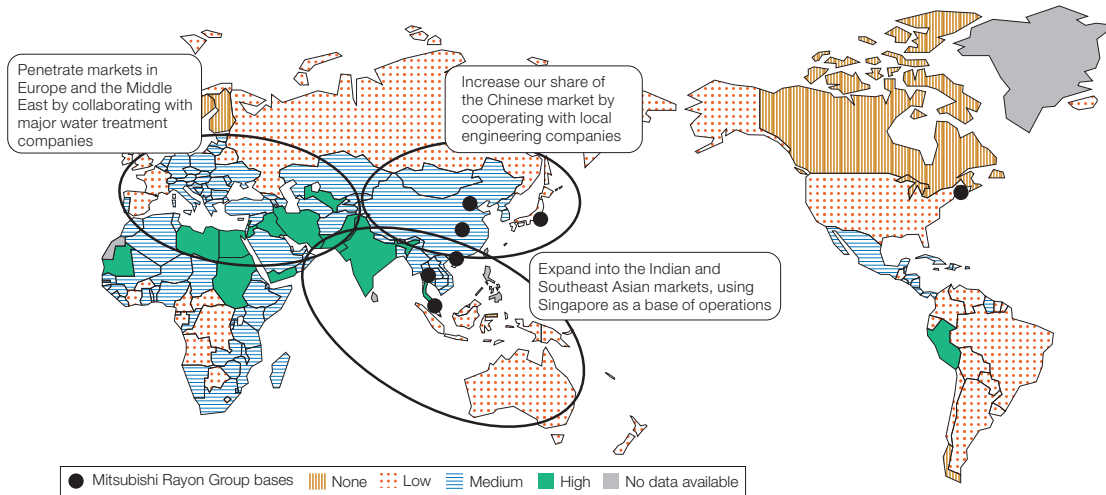 Penetrate markets in
Europe and the Middle
East by collaborating with
major water treatment
companies
Increase our share of
the Chinese market by
cooperating with local
engineering companies
Expand into the Indian and
Southeast Asian markets, using
Singapore as a base of operations
Mitsubishi Rayon Group bases None Low Medium High No data available